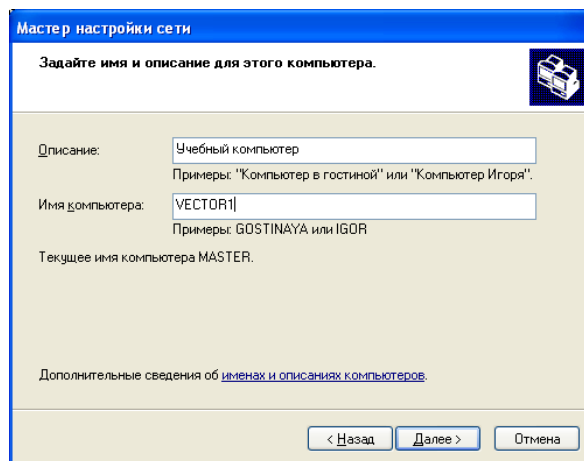 Мастер настройки сети
Задайте имя и описание для этого компьютера.
Описание: Учебный компьютер
Примеры: "Компьютер в гостиной" или "Компьютер Игоря".
Имя компьютера: VECTOR1
Примеры: GOSTINAYA или IGOR
Текущее имя компьютера MASTER.
Дополнительные сведения об именах и описаниях компьютеров.
< Назад Далее > Отмена